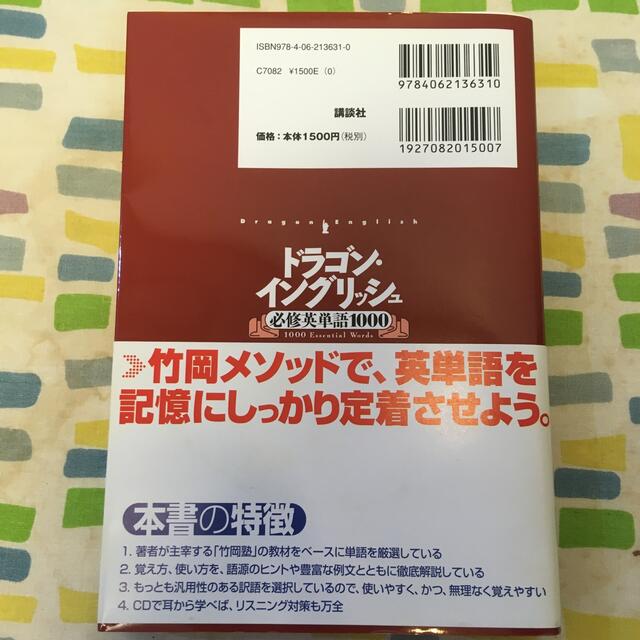 ISBN978-4-06-213631-0
C7082 ¥1500E (0)
講談社
価格:本体1500円(税別)
9784062136310
1927082015007
Dragon English
ドラゴン・
イングリッシュ
必修英単語1000
1000 Essential Words
竹岡メソッドで、英単語を
記憶にしっかり定着させよう。
本書の特徴
1. 著者が主宰する「竹岡塾」の教材をベースに単語を厳選している
2. 覚え方、使い方を、語源のヒントや豊富な例文とともに徹底解説している
3. もっとも汎用性のある訳語を選択しているので、使いやすく、かつ、無理なく覚えやすい
4. CDで耳から学べば、リスニング対策も万全